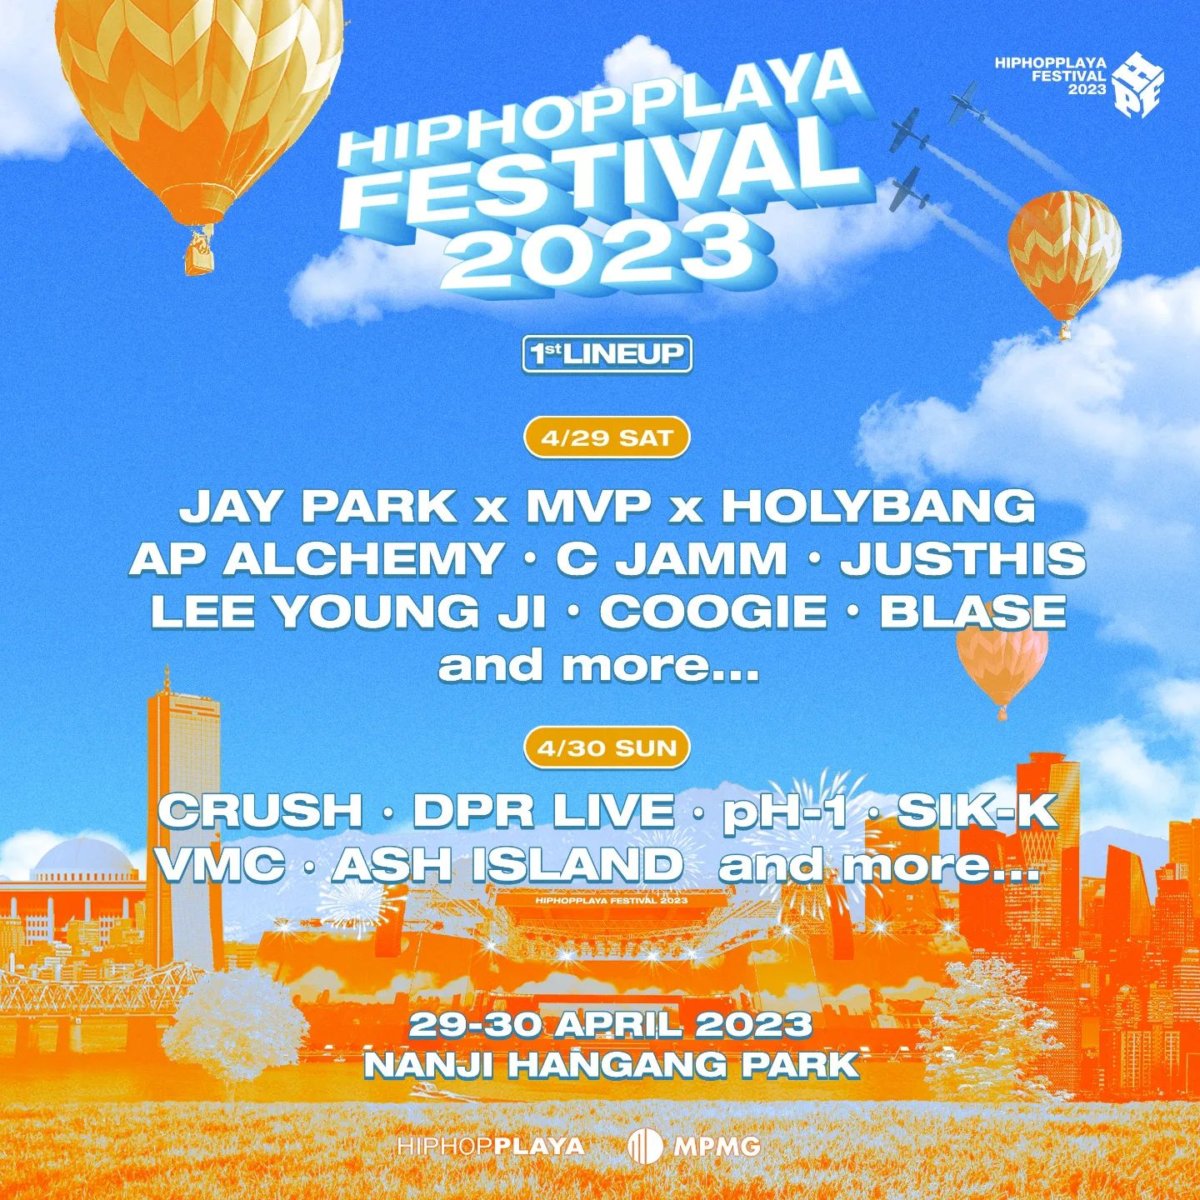 HIPHOPPLAYA
FESTIVAL
2023
HIPHOPPLAYA
FESTIVAL
2023
HPF
1st LINEUP
4/29 SAT
JAY PARK x MVP x HOLYBANG
AP ALCHEMY · C JAMM · JUSTHIS
LEE YOUNG JI · COOGIE · BLASE
and more...
4/30 SUN
CRUSH · DPR LIVE · pH-1 · SIK-K
VMC · ASH ISLAND and more...
HIPHOPPLAYA FESTIVAL 2023
29-30 APRIL 2023
NANJI HANGANG PARK
HIPHOPPLAYA MPMG